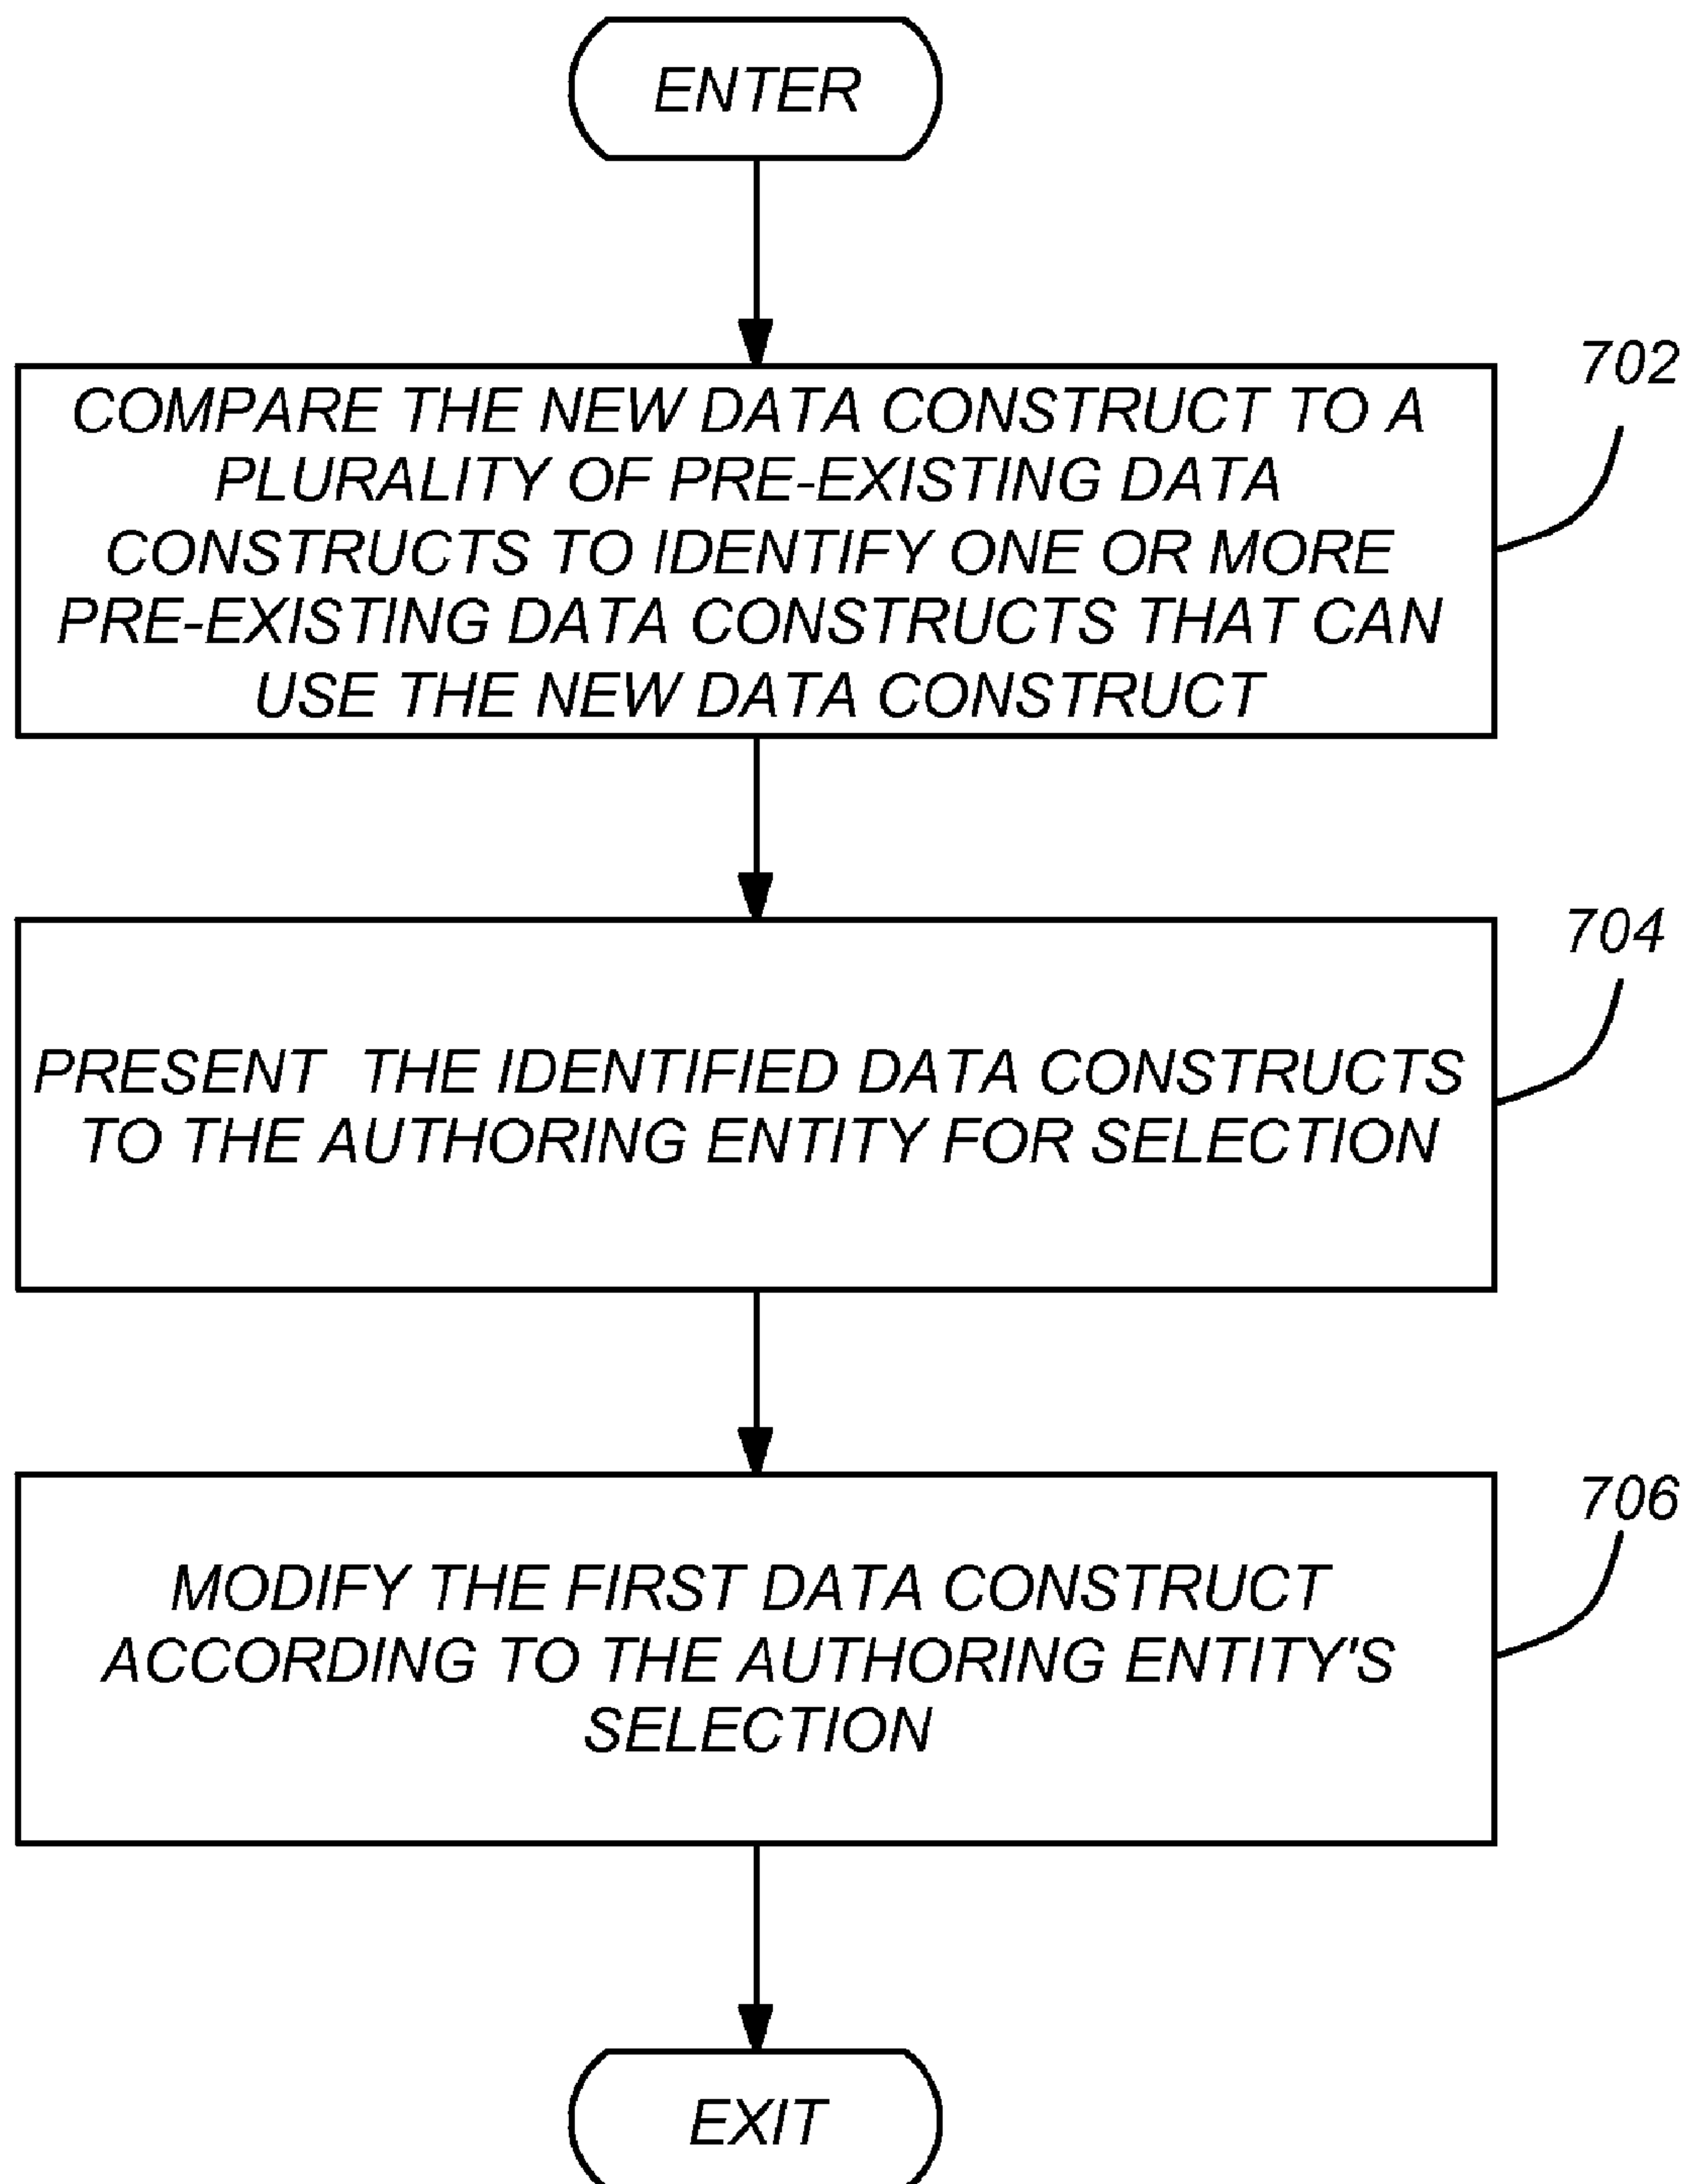 ENTER
702
COMPARE THE NEW DATA CONSTRUCT TO A
PLURALITY OF PRE-EXISTING DATA
CONSTRUCTS TO IDENTIFY ONE OR MORE
PRE-EXISTING DATA CONSTRUCTS THAT CAN
USE THE NEW DATA CONSTRUCT
704
PRESENT THE IDENTIFIED DATA CONSTRUCTS
TO THE AUTHORING ENTITY FOR SELECTION
706
MODIFY THE FIRST DATA CONSTRUCT
ACCORDING TO THE AUTHORING ENTITY'S
SELECTION
EXIT